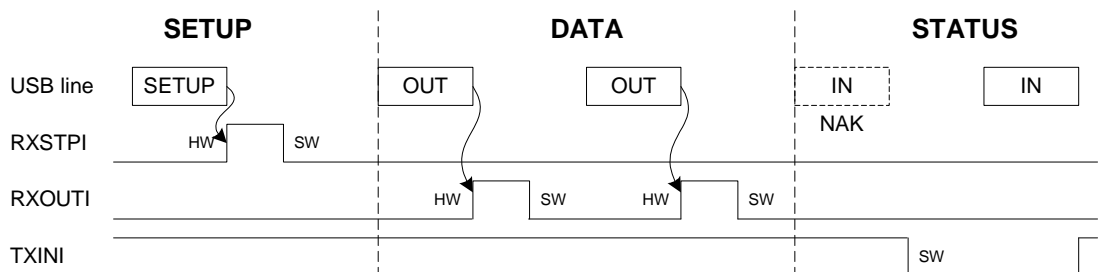 SETUP DATA STATUS
USB line SETUP OUT OUT IN IN
NAK
RXSTPI HW SW
RXOUTI HW SW HW SW
TXINI SW